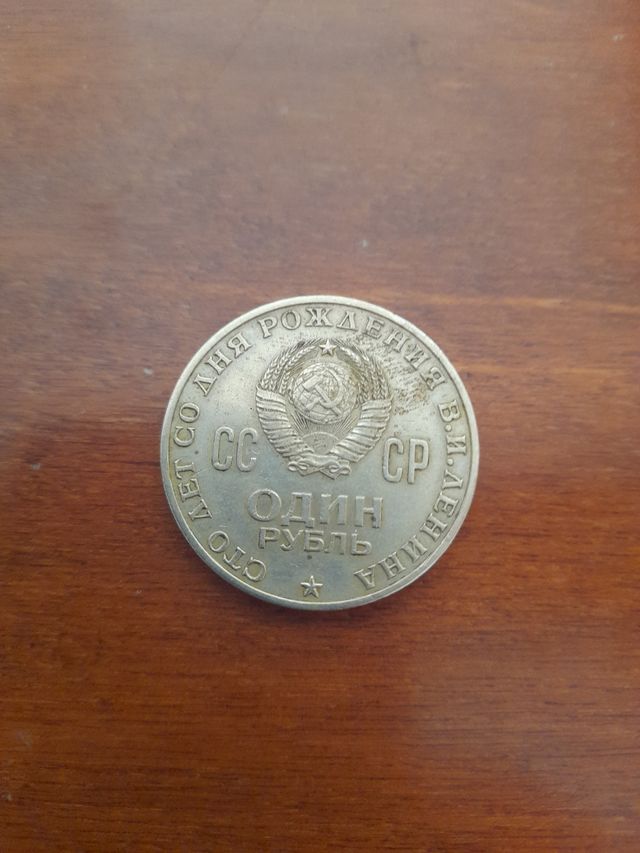 СТО ЛЕТ СО ДНЯ РОЖДЕНИЯ В.И.ЛЕНИНА
СС СР
ОДИН
РУБЛЬ